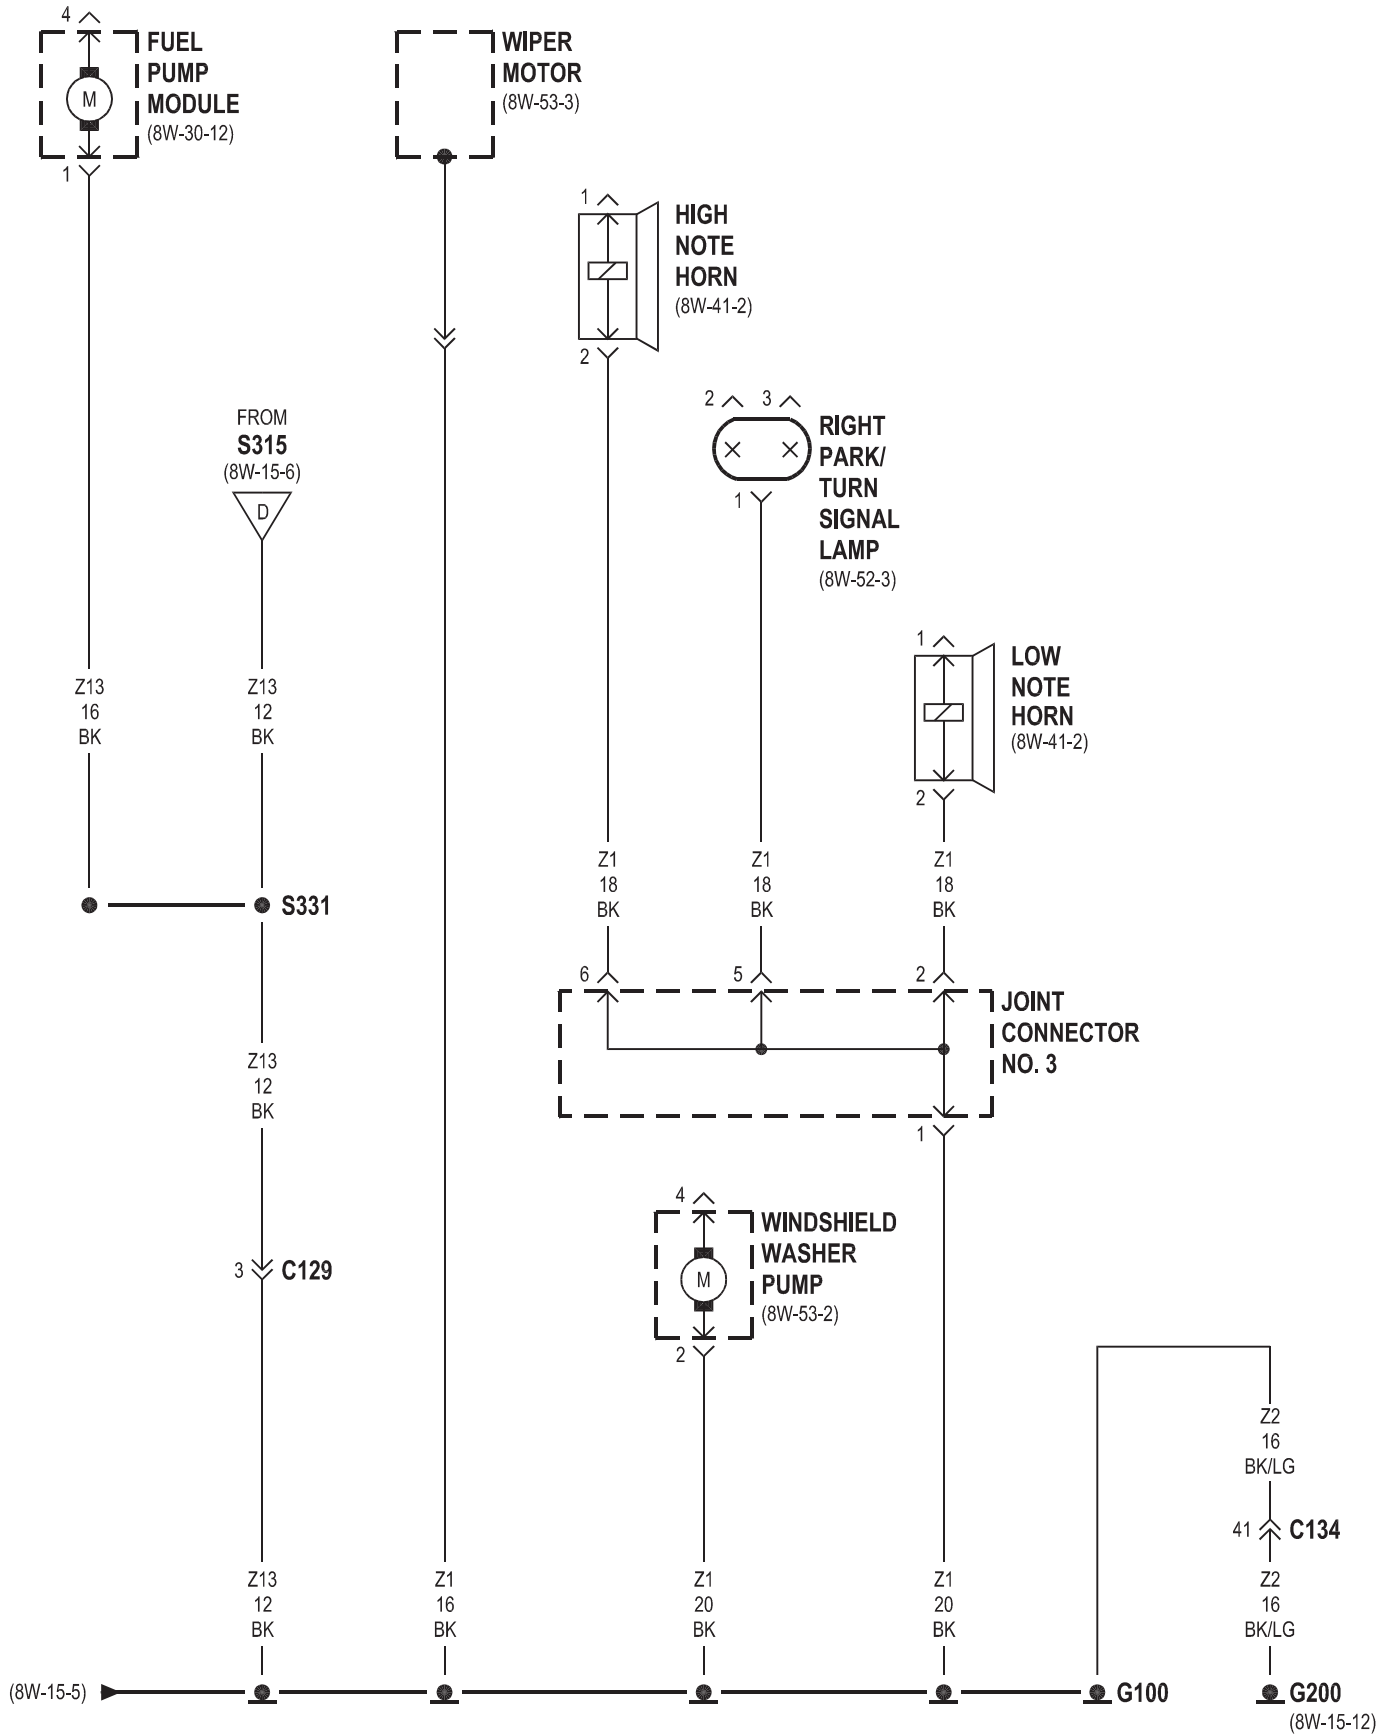 4
FUEL
PUMP
MODULE
(8W-30-12)
M
1
WIPER
MOTOR
(8W-53-3)
1
HIGH
NOTE
HORN
(8W-41-2)
2
FROM
S315
(8W-15-6)
D
2
3
RIGHT
PARK/
TURN
SIGNAL
LAMP
(8W-52-3)
1
1
LOW
NOTE
HORN
(8W-41-2)
2
Z13
16
BK
Z13
12
BK
S331
Z1
18
BK
Z1
18
BK
Z1
18
BK
6
5
2
JOINT
CONNECTOR
NO. 3
1
Z13
12
BK
3
C129
4
WINDSHIELD
WASHER
PUMP
(8W-53-2)
M
2
Z2
16
BK/LG
41
C134
Z13
12
BK
Z1
16
BK
Z1
20
BK
Z1
20
BK
Z2
16
BK/LG
(8W-15-5)
G100
G200
(8W-15-12)